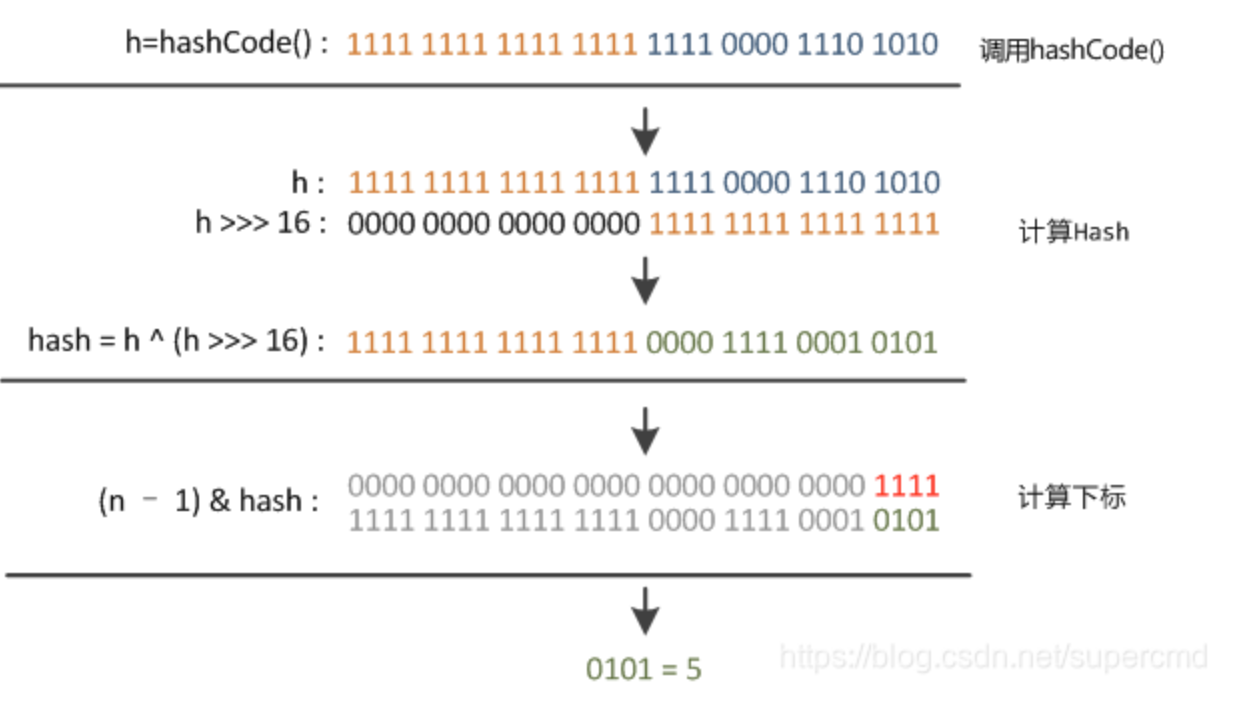 h=hashCode() : 1111 1111 1111 1111 1111 0000 1110 1010 调用hashCode()
h : 1111 1111 1111 1111 1111 0000 1110 1010
h >>> 16 : 0000 0000 0000 0000 1111 1111 1111 1111
计算Hash
hash = h ^ (h >>> 16) : 1111 1111 1111 1111 0000 1111 0001 0101
0000 0000 0000 0000 0000 0000 0000 1111
(n - 1) & hash : 计算下标
1111 1111 1111 1111 0000 1111 0001 0101
0101 = 5
https://blog.csdn.net/supercmd